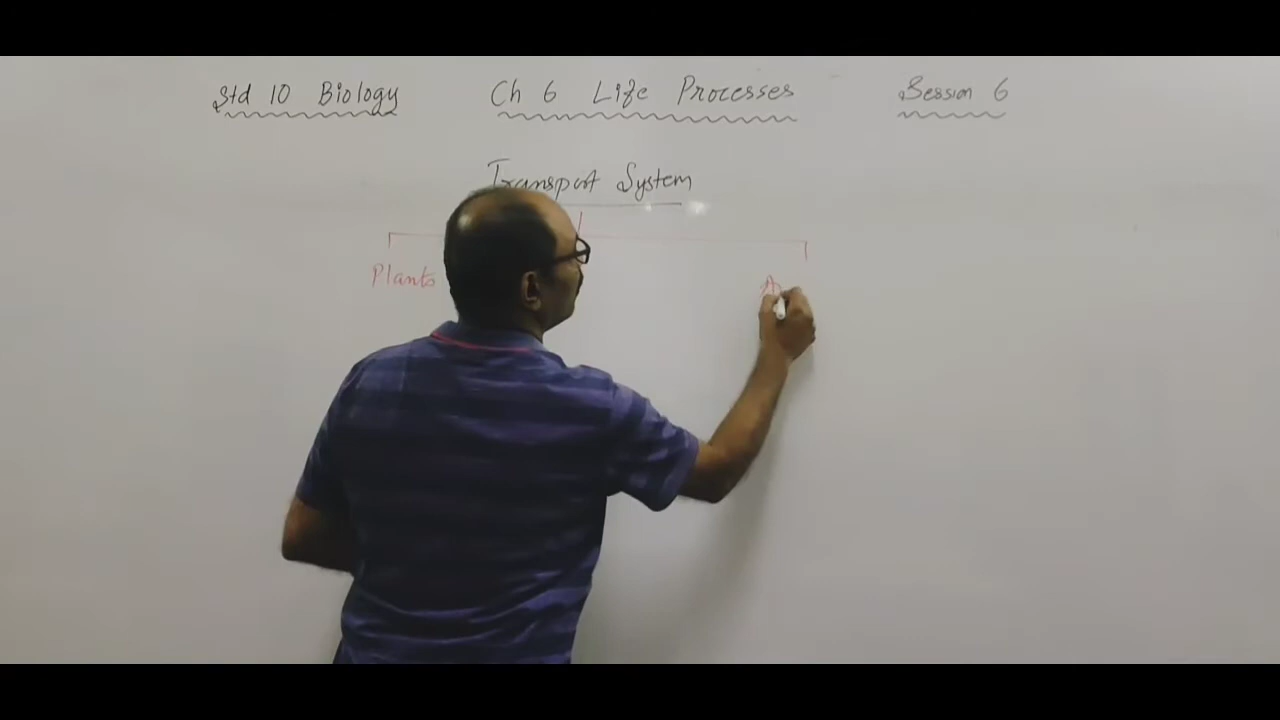 Std 10 Biology Ch 6 Life Processes Session 6
Transport System
Plants A